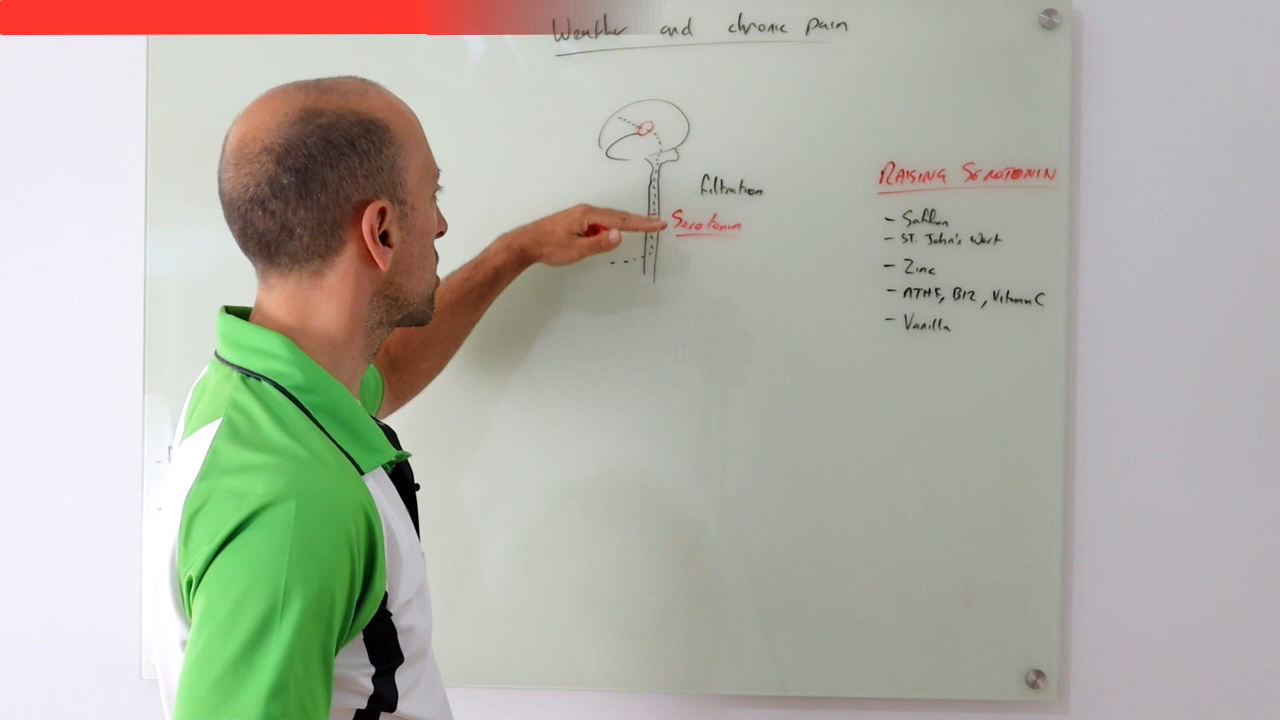 Weather and chronic pain
filtration
Serotonin
RAISING SEROTONIN
- Saffron
- ST. John's Wort
- Zinc
- MTHF, B12, Vitamin C
- Vanilla